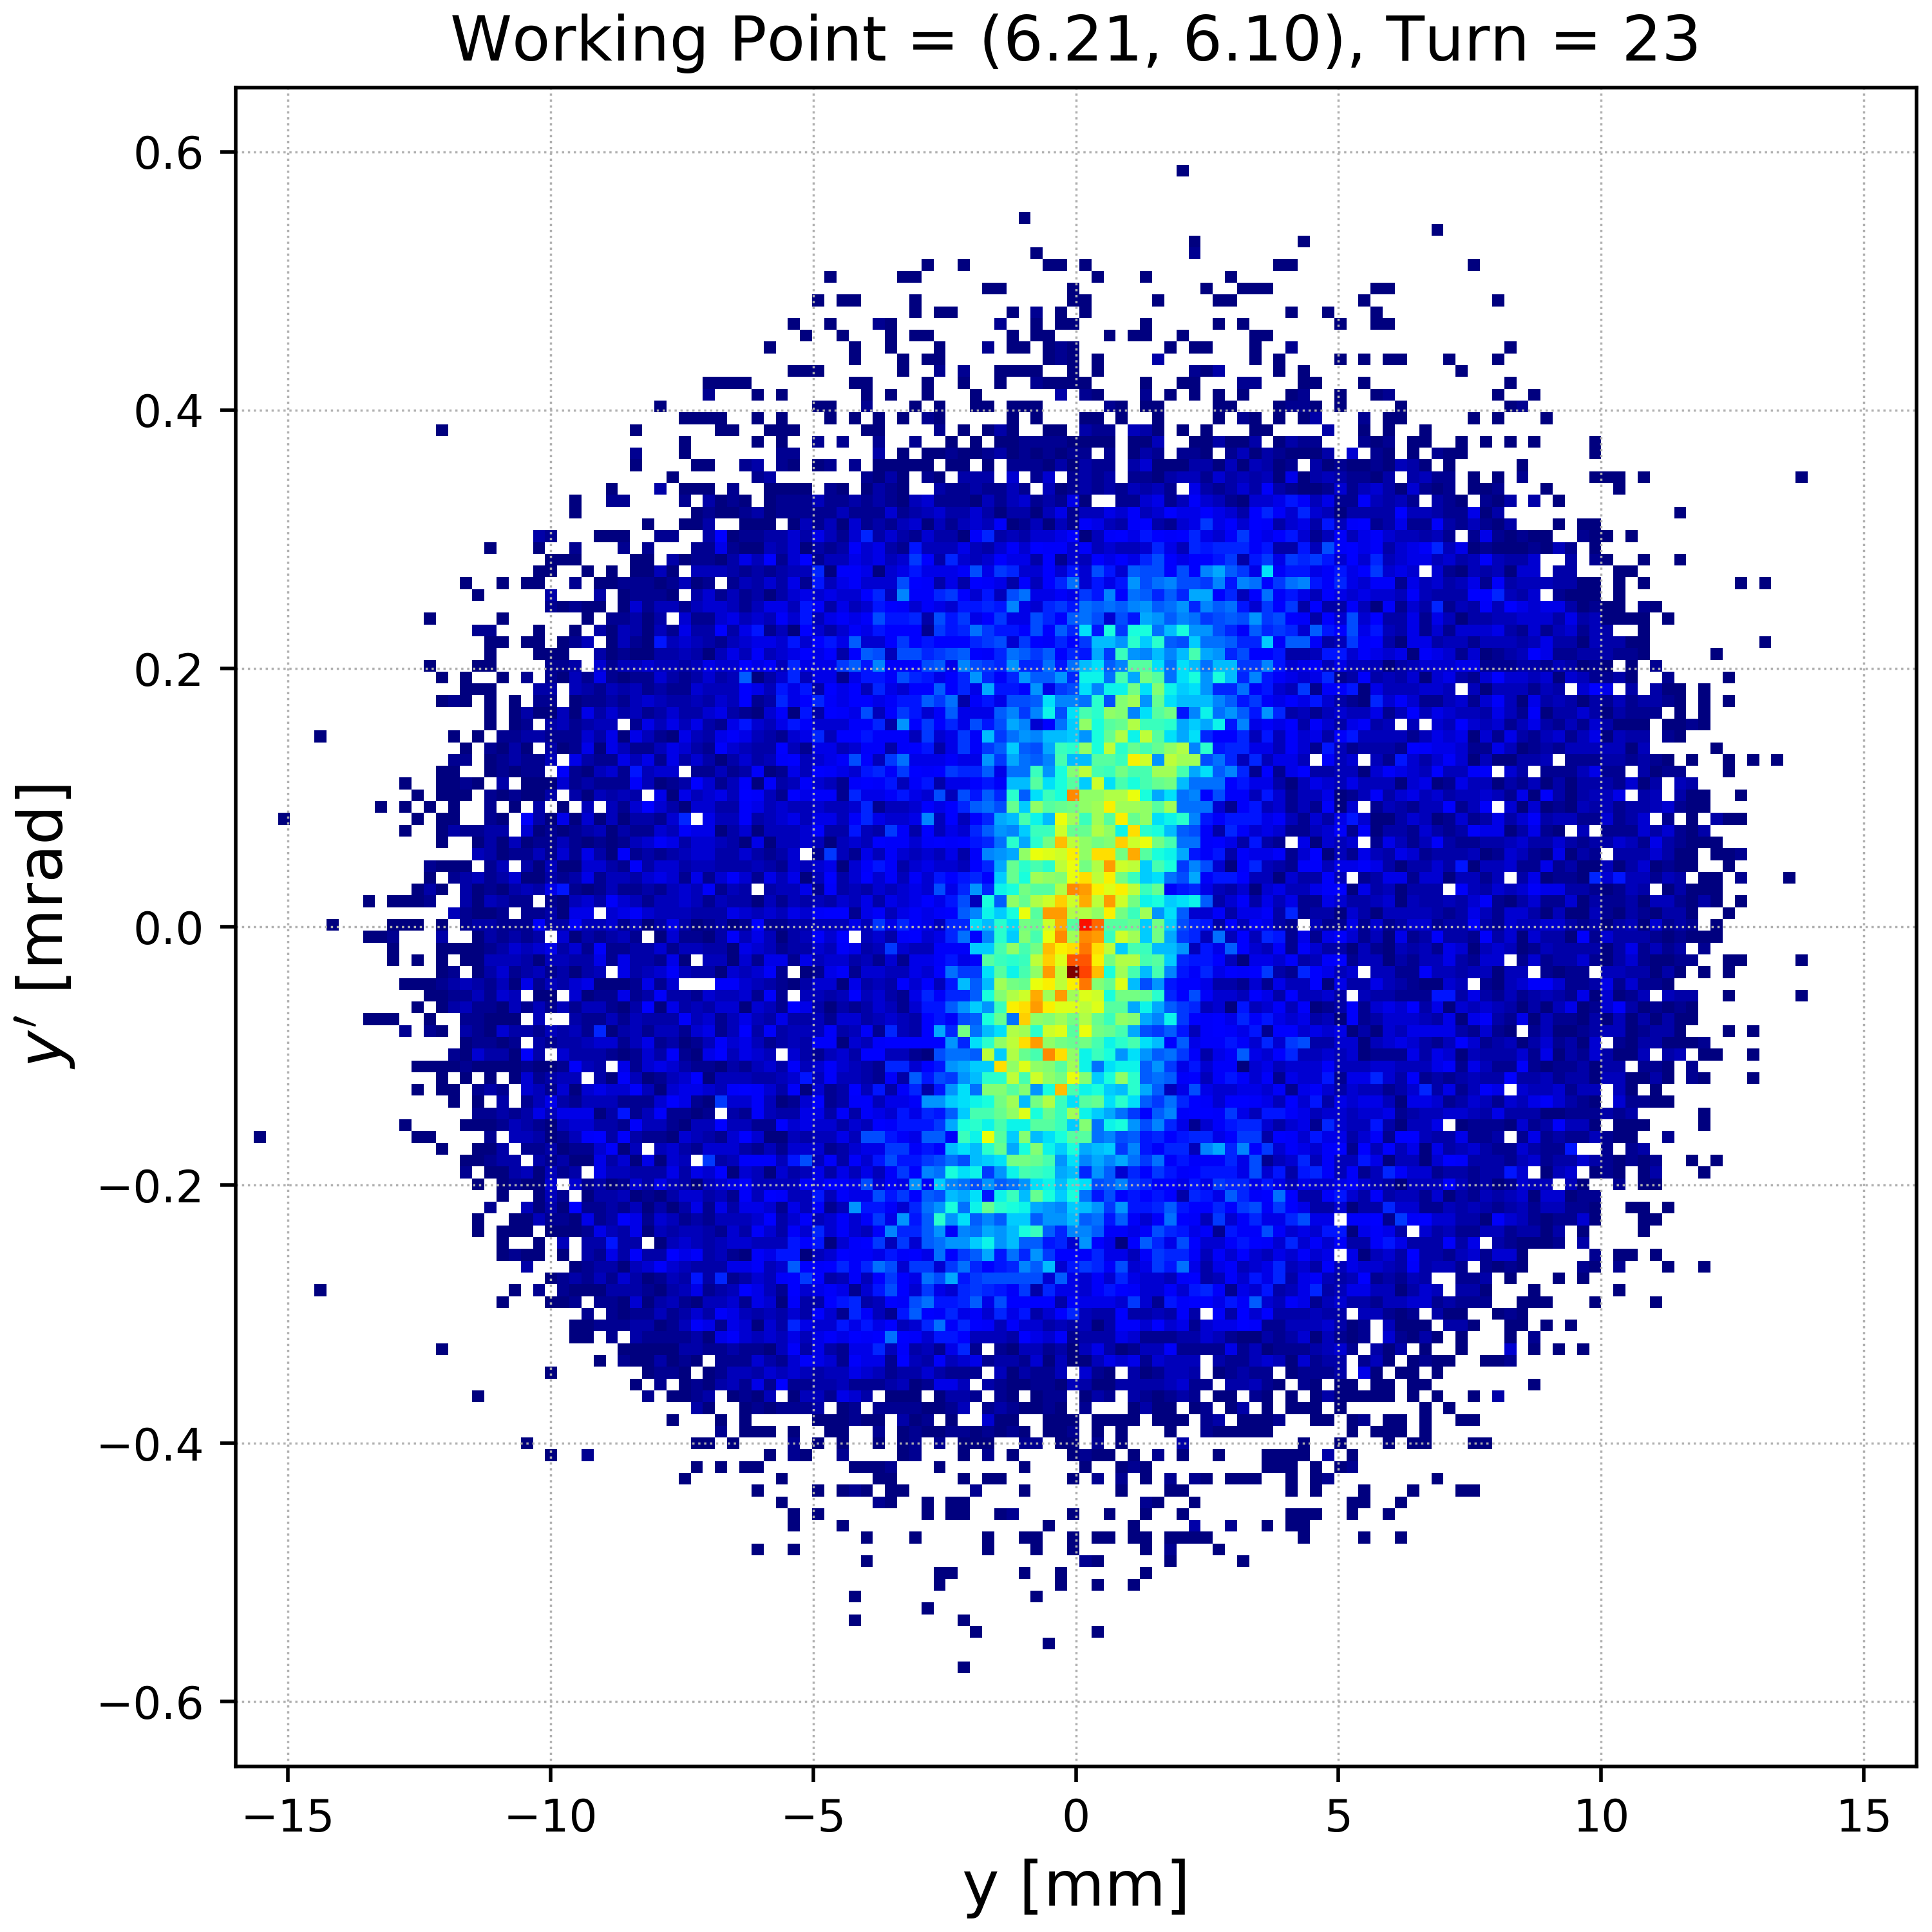 Working Point = (6.21, 6.10), Turn = 23
0.6
0.4
0.2
0.0
−0.2
−0.4
−0.6
y′ [mrad]
−15 −10 −5 0 5 10 15
y [mm]